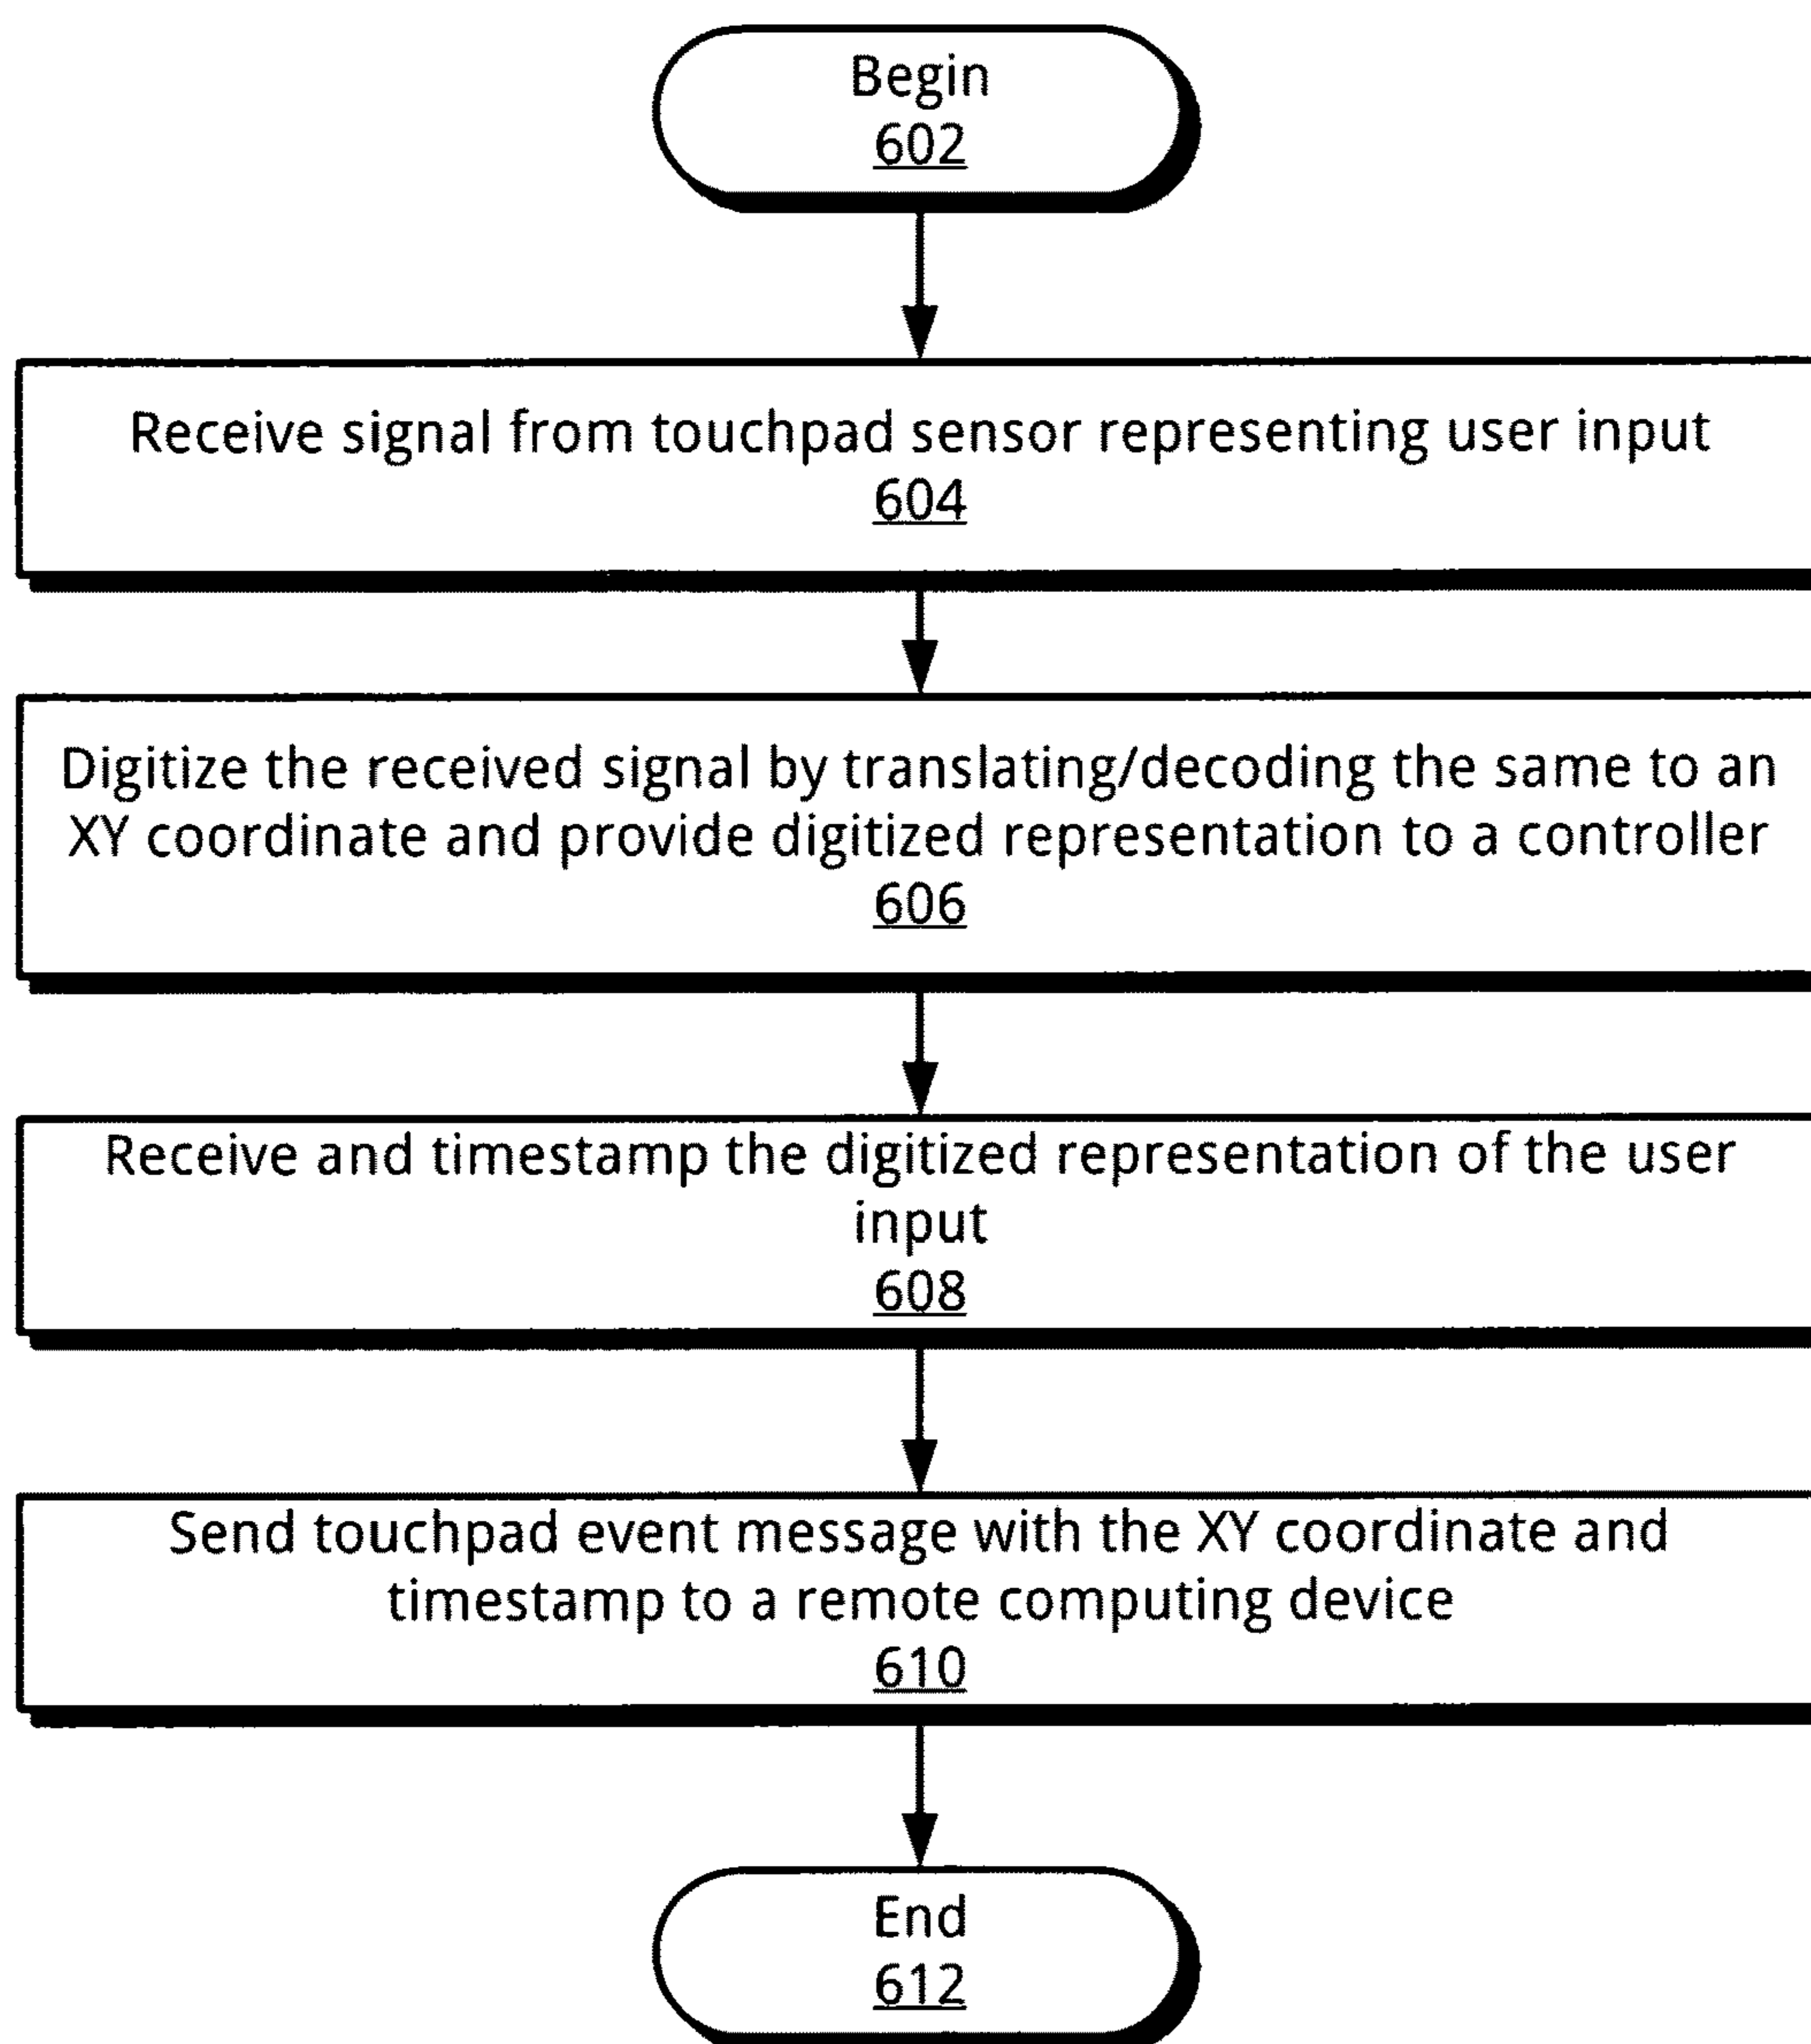 Begin
602
Receive signal from touchpad sensor representing user input
604
Digitize the received signal by translating/decoding the same to an
XY coordinate and provide digitized representation to a controller
606
Receive and timestamp the digitized representation of the user
input
608
Send touchpad event message with the XY coordinate and
timestamp to a remote computing device
610
End
612